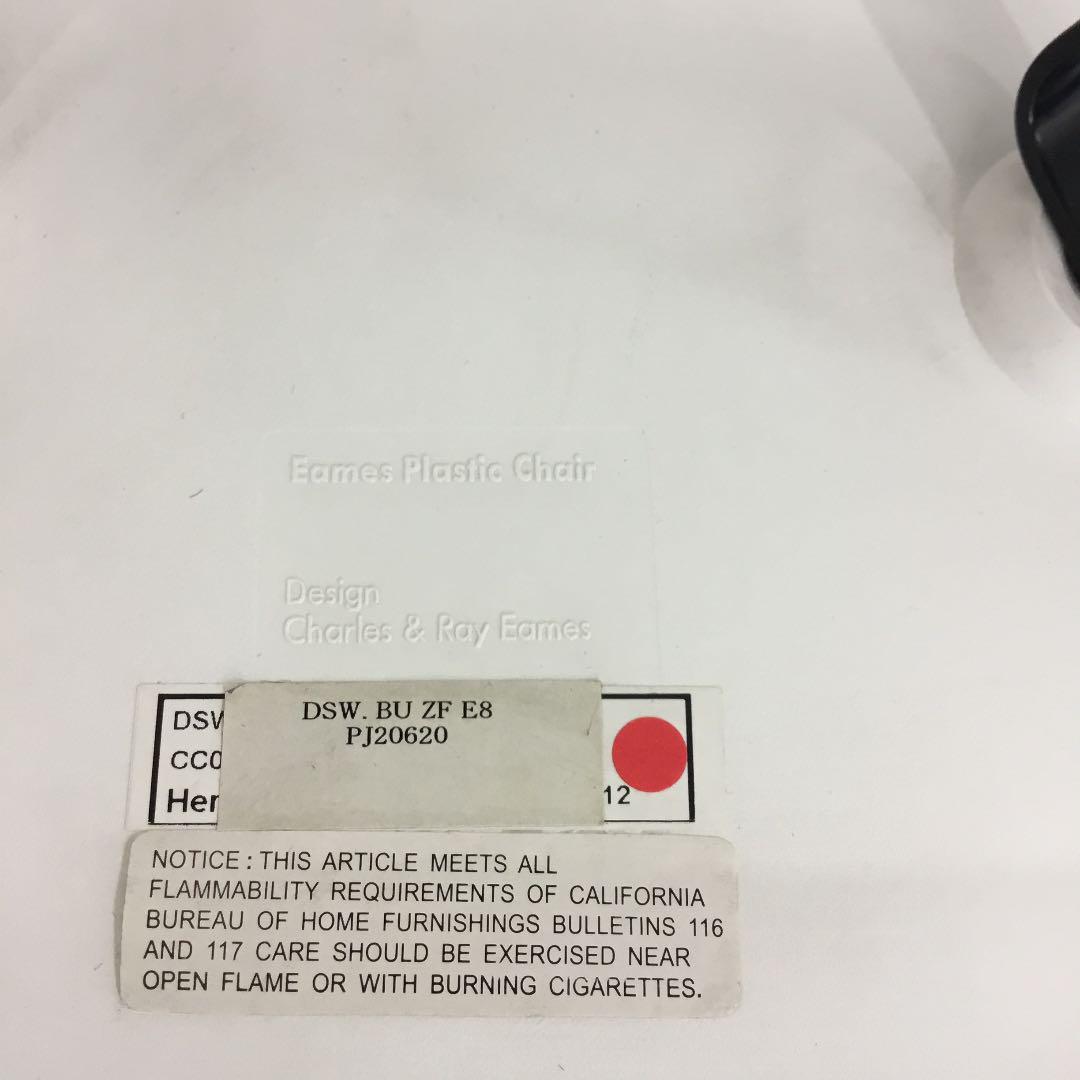 Eames Plastic Chair
Design
Charles & Ray Eames
DSW. BU ZF E8
PJ20620
DSW
CC0
Her
12
NOTICE : THIS ARTICLE MEETS ALL
FLAMMABILITY REQUIREMENTS OF CALIFORNIA
BUREAU OF HOME FURNISHINGS BULLETINS 116
AND 117 CARE SHOULD BE EXERCISED NEAR
OPEN FLAME OR WITH BURNING CIGARETTES.